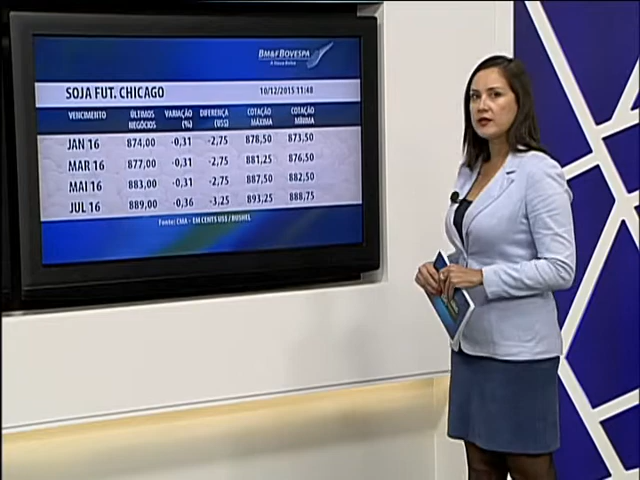 BM&FBOVESPA
A Nova Bolsa
SOJA FUT. CHICAGO 10/12/2015 11:48
VENCIMENTO ÚLTIMOS NEGÓCIOS VARIAÇÃO (%) DIFERENÇA (US$) COTAÇÃO MÁXIMA COTAÇÃO MÍNIMA
JAN 16 874,00 -0,31 -2,75 878,50 873,50
MAR 16 877,00 -0,31 -2,75 881,25 876,50
MAI 16 883,00 -0,31 -2,75 887,50 882,50
JUL 16 889,00 -0,36 -3,25 893,25 888,75
Fonte: CMA - EM CENTS US$ / BUSHEL